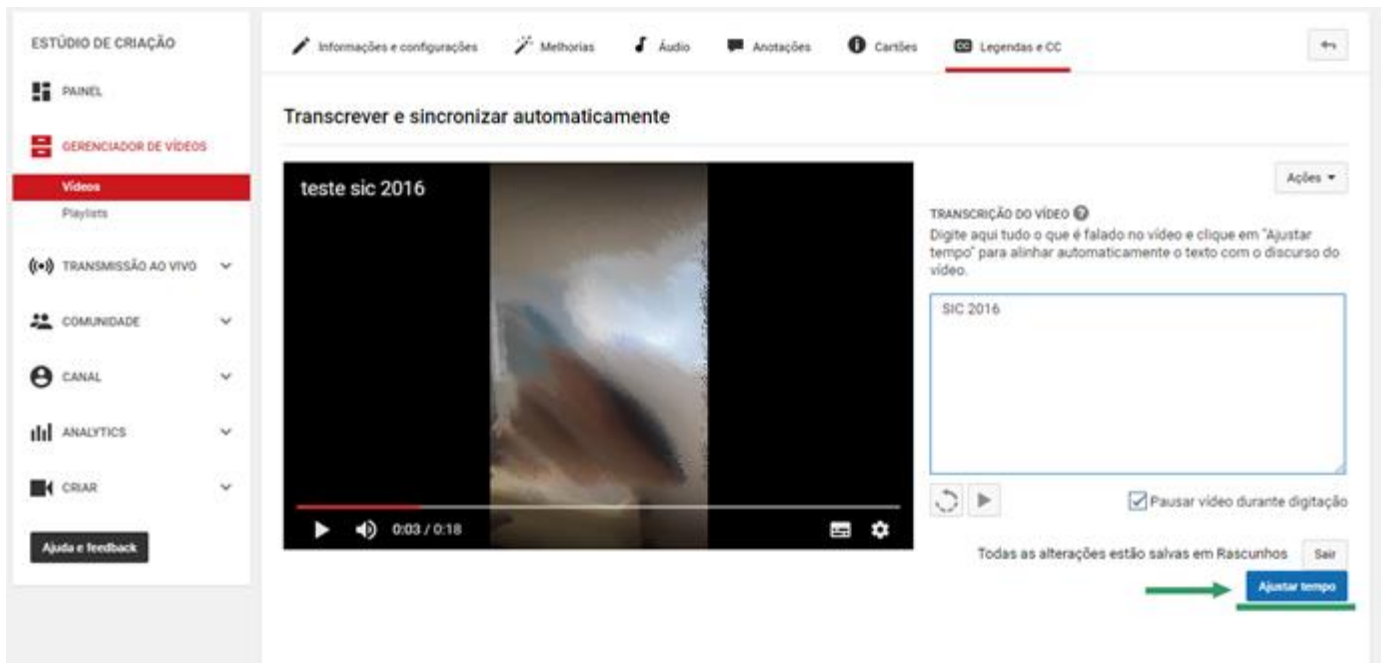 ESTÚDIO DE CRIAÇÃO
PAINEL
GERENCIADOR DE VÍDEOS
Vídeos
Playlists
TRANSMISSÃO AO VIVO
COMUNIDADE
CANAL
ANALYTICS
CRIAR
Ajuda e feedback
Informações e configurações
Melhorias
Áudio
Anotações
Cartões
CC Legendas e CC
Transcrever e sincronizar automaticamente
teste sic 2016
0:03 / 0:18
Ações
TRANSCRIÇÃO DO VÍDEO ?
Digite aqui tudo o que é falado no vídeo e clique em "Ajustar
tempo" para alinhar automaticamente o texto com o discurso do
vídeo.
SIC 2016
Pausar vídeo durante digitação
Todas as alterações estão salvas em Rascunhos
Sair
Ajustar tempo